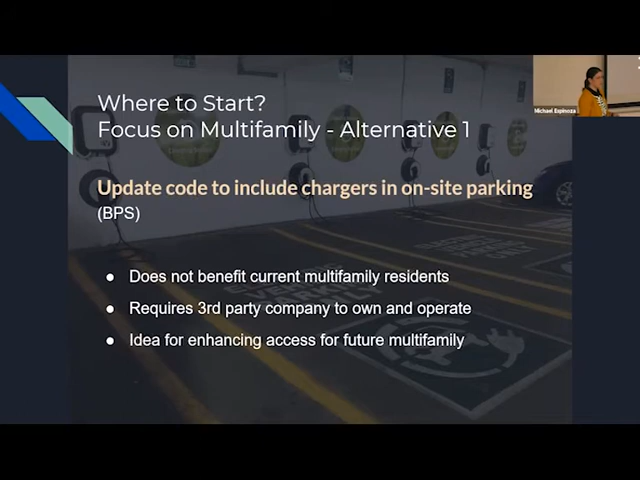 Where to Start?
Focus on Multifamily - Alternative 1
Update code to include chargers in on-site parking
(BPS)
● Does not benefit current multifamily residents
● Requires 3rd party company to own and operate
● Idea for enhancing access for future multifamily
Michael Espinoza